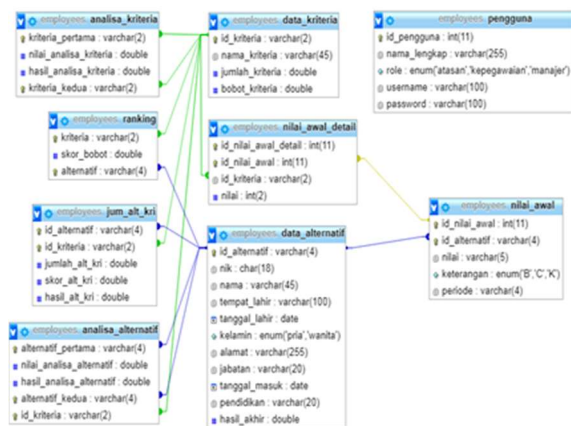 employees analisa_kriteria
kriteria_pertama : varchar(2)
nilai_analisa_kriteria : double
hasil_analisa_kriteria : double
kriteria_kedua : varchar(2)
employees data_kriteria
id_kriteria : varchar(2)
nama_kriteria : varchar(45)
jumlah_kriteria : double
bobot_kriteria : double
employees pengguna
id_pengguna : int(11)
nama_lengkap : varchar(255)
role : enum('atasan','kepegawaian','manajer')
username : varchar(100)
password : varchar(100)
employees ranking
kriteria : varchar(2)
skor_bobot : double
alternatif : varchar(4)
employees nilai_awal_detail
id_nilai_awal_detail : int(11)
id_nilai_awal : int(11)
id_kriteria : varchar(2)
nilai : int(2)
employees jum_alt_kri
id_alternatif : varchar(4)
id_kriteria : varchar(2)
jumlah_alt_kri : double
skor_alt_kri : double
hasil_alt_kri : double
employees data_alternatif
id_alternatif : varchar(4)
nik : char(18)
nama : varchar(45)
tempat_lahir : varchar(100)
tanggal_lahir : date
kelamin : enum('pria','wanita')
alamat : varchar(255)
jabatan : varchar(20)
tanggal_masuk : date
pendidikan : varchar(20)
hasil_akhir : double
employees nilai_awal
id_nilai_awal : int(11)
id_alternatif : varchar(4)
nilai : varchar(5)
keterangan : enum('B','C','K')
periode : varchar(4)
employees analisa_alternatif
alternatif_pertama : varchar(4)
nilai_analisa_alternatif : double
hasil_analisa_alternatif : double
alternatif_kedua : varchar(4)
id_kriteria : varchar(2)